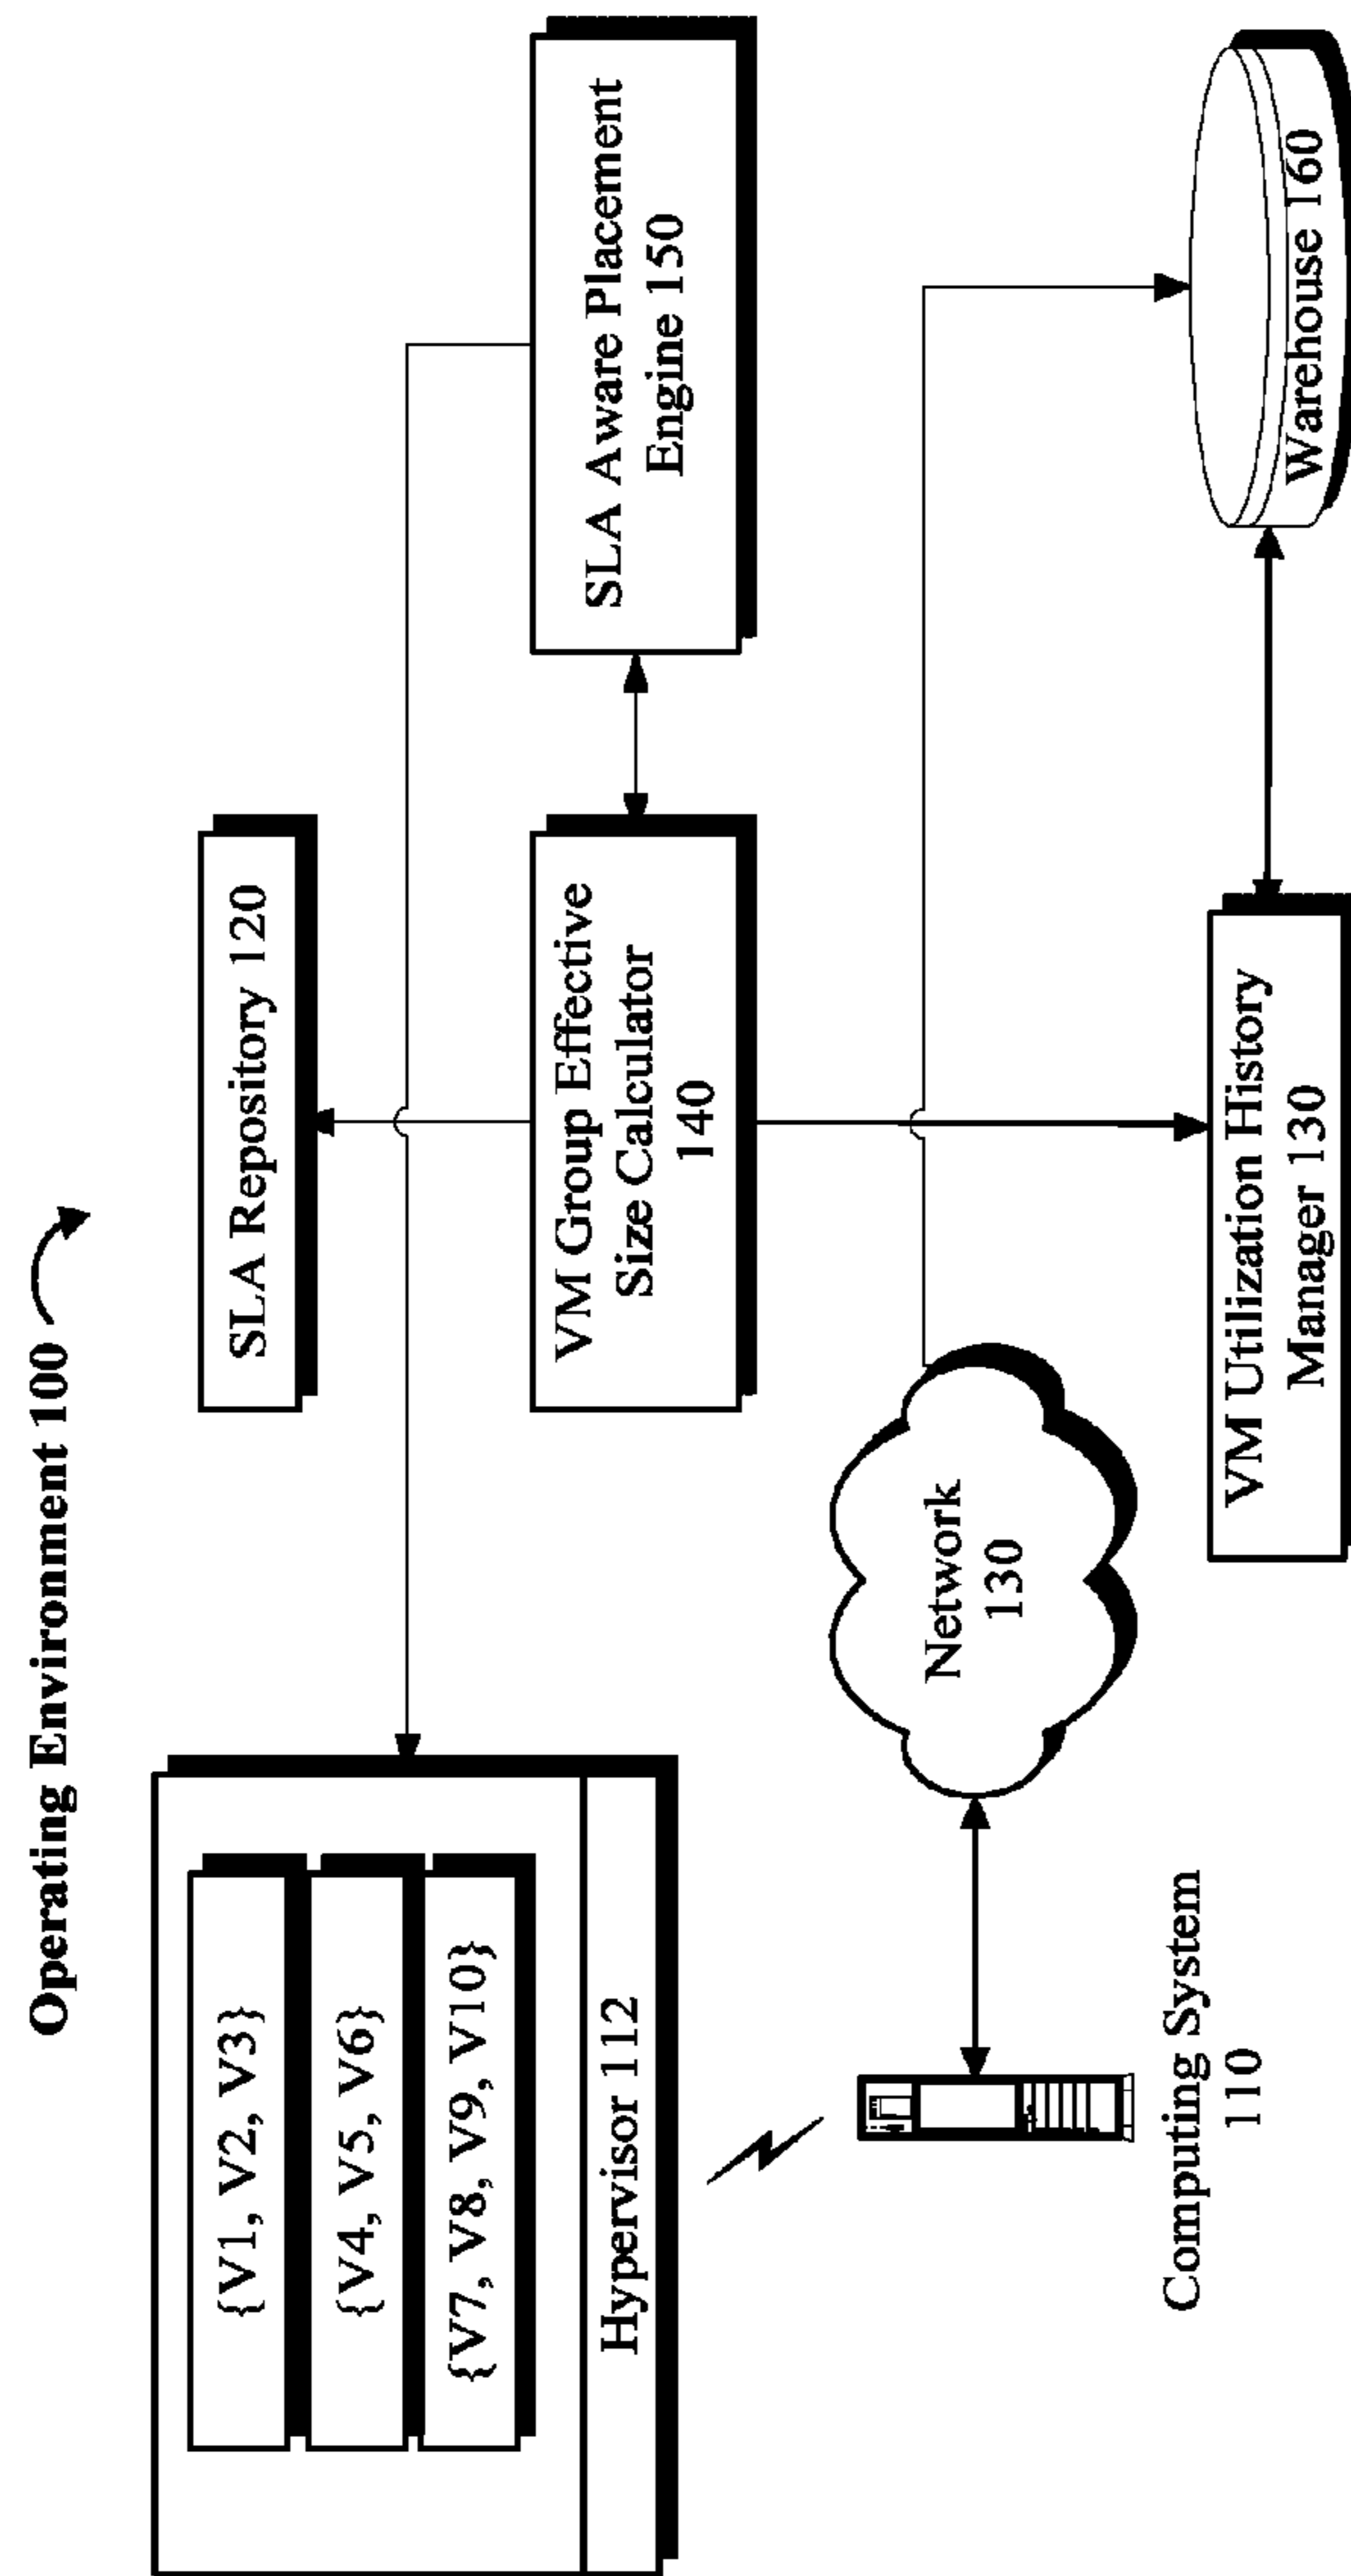 Operating Environment 100
{V1, V2, V3}
{V4, V5, V6}
{V7, V8, V9, V10}
Hypervisor 112
SLA Repository 120
VM Group Effective
Size Calculator
140
SLA Aware Placement
Engine 150
Computing System
110
Network
130
VM Utilization History
Manager 130
Warehouse 160